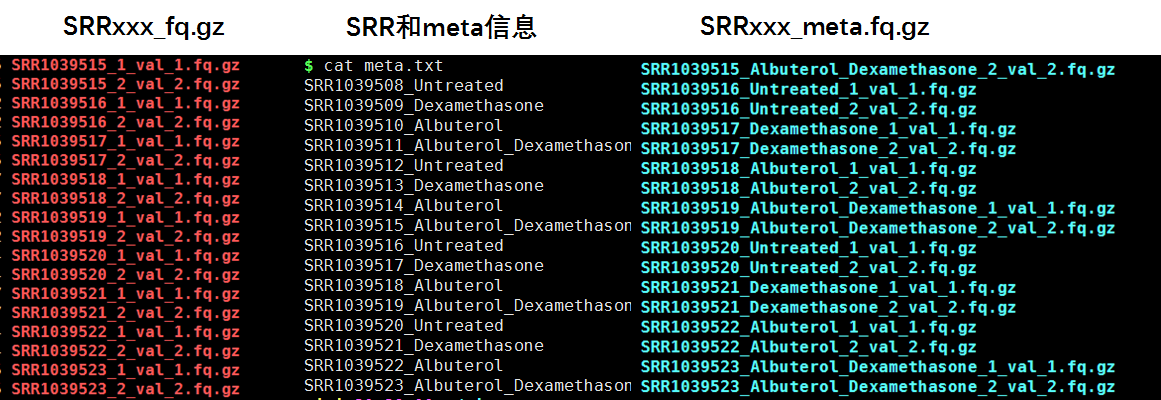 SRRxxx_fq.gz
SRR1039515_1_val_1.fq.gz
SRR1039515_2_val_2.fq.gz
SRR1039516_1_val_1.fq.gz
SRR1039516_2_val_2.fq.gz
SRR1039517_1_val_1.fq.gz
SRR1039517_2_val_2.fq.gz
SRR1039518_1_val_1.fq.gz
SRR1039518_2_val_2.fq.gz
SRR1039519_1_val_1.fq.gz
SRR1039519_2_val_2.fq.gz
SRR1039520_1_val_1.fq.gz
SRR1039520_2_val_2.fq.gz
SRR1039521_1_val_1.fq.gz
SRR1039521_2_val_2.fq.gz
SRR1039522_1_val_1.fq.gz
SRR1039522_2_val_2.fq.gz
SRR1039523_1_val_1.fq.gz
SRR1039523_2_val_2.fq.gz
SRR和meta信息
$ cat meta.txt
SRR1039508_Untreated
SRR1039509_Dexamethasone
SRR1039510_Albuterol
SRR1039511_Albuterol_Dexamethason
SRR1039512_Untreated
SRR1039513_Dexamethasone
SRR1039514_Albuterol
SRR1039515_Albuterol_Dexamethason
SRR1039516_Untreated
SRR1039517_Dexamethasone
SRR1039518_Albuterol
SRR1039519_Albuterol_Dexamethason
SRR1039520_Untreated
SRR1039521_Dexamethasone
SRR1039522_Albuterol
SRR1039523_Albuterol_Dexamethason
SRRxxx_meta.fq.gz
SRR1039515_Albuterol_Dexamethasone_2_val_2.fq.gz
SRR1039516_Untreated_1_val_1.fq.gz
SRR1039516_Untreated_2_val_2.fq.gz
SRR1039517_Dexamethasone_1_val_1.fq.gz
SRR1039517_Dexamethasone_2_val_2.fq.gz
SRR1039518_Albuterol_1_val_1.fq.gz
SRR1039518_Albuterol_2_val_2.fq.gz
SRR1039519_Albuterol_Dexamethasone_1_val_1.fq.gz
SRR1039519_Albuterol_Dexamethasone_2_val_2.fq.gz
SRR1039520_Untreated_1_val_1.fq.gz
SRR1039520_Untreated_2_val_2.fq.gz
SRR1039521_Dexamethasone_1_val_1.fq.gz
SRR1039521_Dexamethasone_2_val_2.fq.gz
SRR1039522_Albuterol_1_val_1.fq.gz
SRR1039522_Albuterol_2_val_2.fq.gz
SRR1039523_Albuterol_Dexamethasone_1_val_1.fq.gz
SRR1039523_Albuterol_Dexamethasone_2_val_2.fq.gz